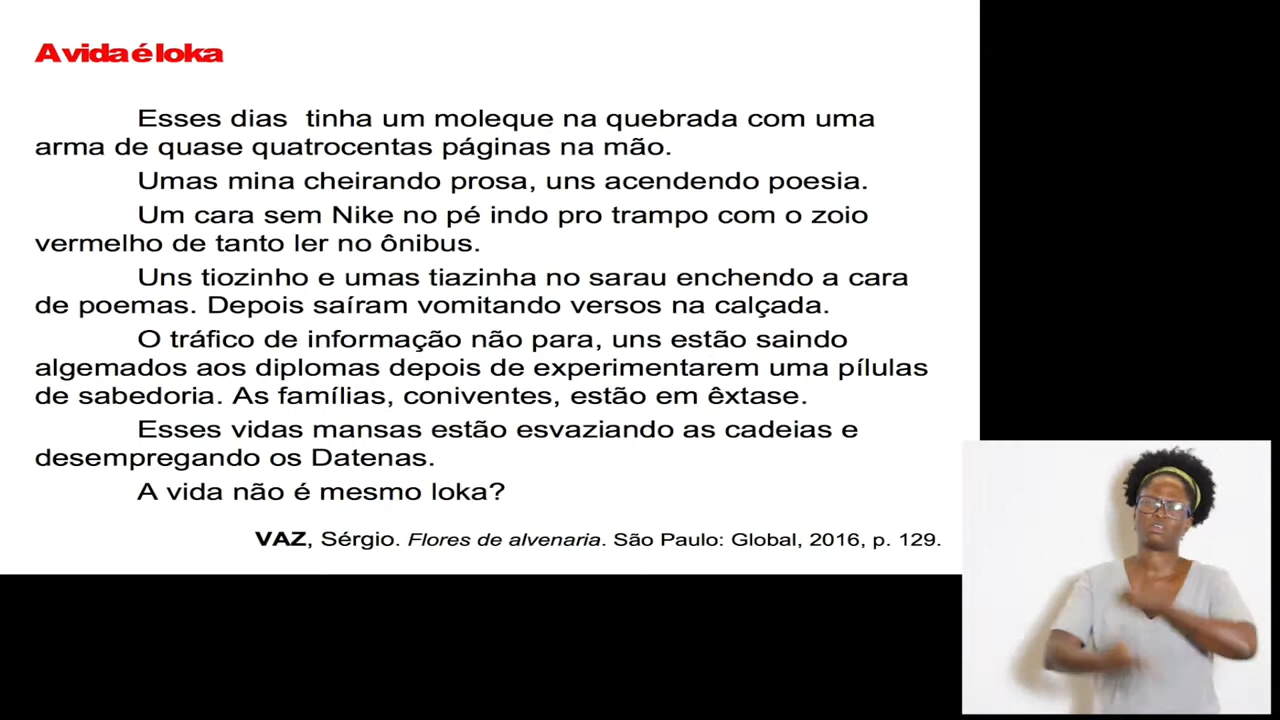 A vida é loka
Esses dias tinha um moleque na quebrada com uma
arma de quase quatrocentas páginas na mão.
Umas mina cheirando prosa, uns acendendo poesia.
Um cara sem Nike no pé indo pro trampo com o zoio
vermelho de tanto ler no ônibus.
Uns tiozinho e umas tiazinha no sarau enchendo a cara
de poemas. Depois saíram vomitando versos na calçada.
O tráfico de informação não para, uns estão saindo
algemados aos diplomas depois de experimentarem uma pílulas
de sabedoria. As famílias, coniventes, estão em êxtase.
Esses vidas mansas estão esvaziando as cadeias e
desempregando os Datenas.
A vida não é mesmo loka?
VAZ, Sérgio. Flores de alvenaria. São Paulo: Global, 2016, p. 129.